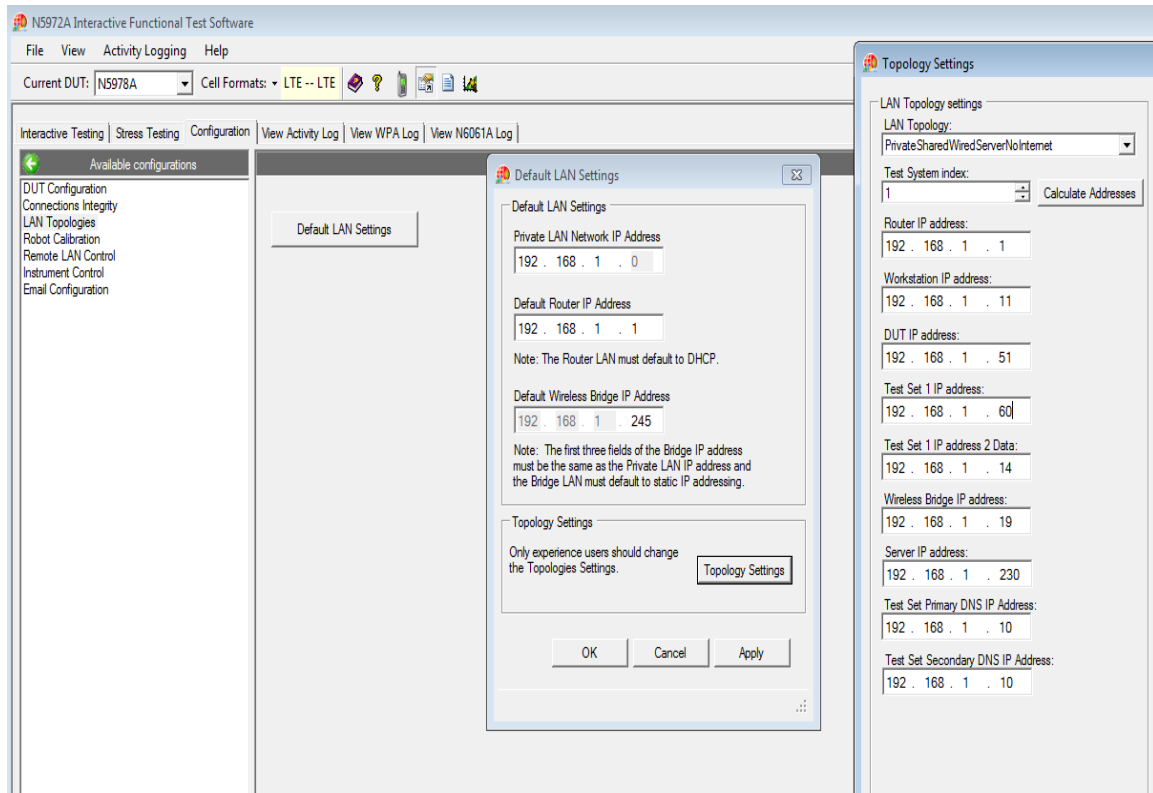 N5972A Interactive Functional Test Software
File View Activity Logging Help
Current DUT: N5978A Cell Formats: LTE -- LTE
Interactive Testing Stress Testing Configuration View Activity Log View WPA Log View N6061A Log
Available configurations
DUT Configuration
Connections Integrity
LAN Topologies
Robot Calibration
Remote LAN Control
Instrument Control
Email Configuration
Default LAN Settings
Default LAN Settings
Default LAN Settings
Private LAN Network IP Address
192 . 168 . 1 . 0
Default Router IP Address
192 . 168 . 1 . 1
Note: The Router LAN must default to DHCP.
Default Wireless Bridge IP Address
192 . 168 . 1 . 245
Note: The first three fields of the Bridge IP address
must be the same as the Private LAN IP address and
the Bridge LAN must default to static IP addressing.
Topology Settings
Only experience users should change
the Topologies Settings.
Topology Settings
OK Cancel Apply
Topology Settings
LAN Topology settings
LAN Topology:
PrivateSharedWiredServerNoInternet
Test System index:
1 Calculate Addresses
Router IP address:
192 . 168 . 1 . 1
Workstation IP address:
192 . 168 . 1 . 11
DUT IP address:
192 . 168 . 1 . 51
Test Set 1 IP address:
192 . 168 . 1 . 60
Test Set 1 IP address 2 Data:
192 . 168 . 1 . 14
Wireless Bridge IP address:
192 . 168 . 1 . 19
Server IP address:
192 . 168 . 1 . 230
Test Set Primary DNS IP Address:
192 . 168 . 1 . 10
Test Set Secondary DNS IP Address:
192 . 168 . 1 . 10